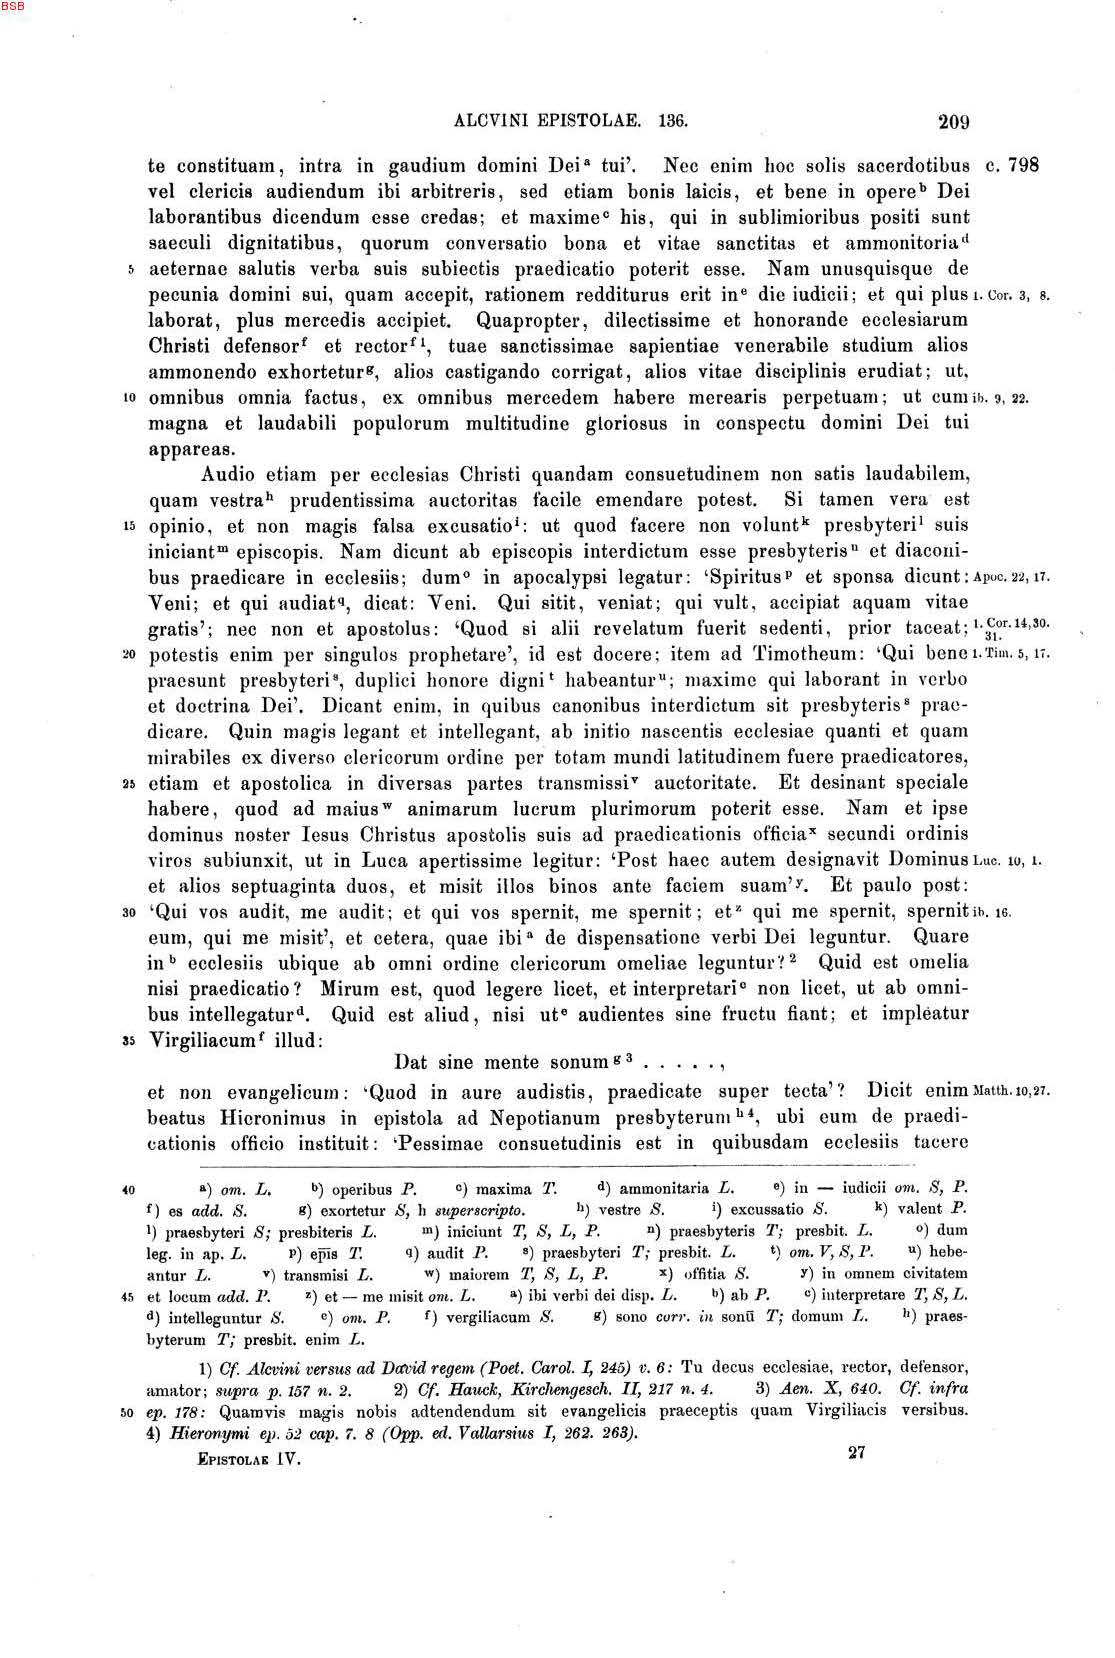 BSB
ALCVINI EPISTOLAE. 136. 209
te constituam, intra in gaudium domini Dei a tui’. Nec enim hoc solis sacerdotibus c. 798
vel clericis audiendum ibi arbitreris, sed etiam bonis laicis, et bene in opere b Dei
laborantibus dicendum esse credas; et maxime c his, qui in sublimioribus positi sunt
saeculi dignitatibus, quorum conversatio bona et vitae sanctitas et ammonitoria d
5 aeternae salutis verba suis subiectis praedicatio poterit esse. Nam unusquisque de
pecunia domini sui, quam accepit, rationem redditurus erit in e die iudicii; et qui plus 1. Cor. 3, 8.
laborat, plus mercedis accipiet. Quapropter, dilectissime et honorande ecclesiarum
Christi defensor f et rector f 1, tuae sanctissimae sapientiae venerabile studium alios
ammonendo exhortetur g, alios castigando corrigat, alios vitae disciplinis erudiat; ut,
10 omnibus omnia factus, ex omnibus mercedem habere merearis perpetuam; ut cum ib. 9, 22.
magna et laudabili populorum multitudine gloriosus in conspectu domini Dei tui
appareas.
Audio etiam per ecclesias Christi quandam consuetudinem non satis laudabilem,
quam vestra h prudentissima auctoritas facile emendare potest. Si tamen vera est
15 opinio, et non magis falsa excusatio i: ut quod facere non volunt k presbyteri l suis
iniciant m episcopis. Nam dicunt ab episcopis interdictum esse presbyteris n et diaconi-
bus praedicare in ecclesiis; dum o in apocalypsi legatur: ‘Spiritus p et sponsa dicunt: Apoc. 22, 17.
Veni; et qui audiat q, dicat: Veni. Qui sitit, veniat; qui vult, accipiat aquam vitae
gratis’; nec non et apostolus: ‘Quod si alii revelatum fuerit sedenti, prior taceat; 1. Cor. 14, 30. 31.
20 potestis enim per singulos prophetare’, id est docere; item ad Timotheum: ‘Qui bene 1. Tim. 5, 17.
praesunt presbyteri s, duplici honore digni t habeantur u; maxime qui laborant in verbo
et doctrina Dei’. Dicant enim, in quibus canonibus interdictum sit presbyteris s prae-
dicare. Quin magis legant et intellegant, ab initio nascentis ecclesiae quanti et quam
mirabiles ex diverso clericorum ordine per totam mundi latitudinem fuere praedicatores,
25 etiam et apostolica in diversas partes transmissi v auctoritate. Et desinant speciale
habere, quod ad maius w animarum lucrum plurimorum poterit esse. Nam et ipse
dominus noster Iesus Christus apostolis suis ad praedicationis officia x secundi ordinis
viros subiunxit, ut in Luca apertissime legitur: ‘Post haec autem designavit Dominus Luc. 10, 1.
et alios septuaginta duos, et misit illos binos ante faciem suam’ y. Et paulo post:
30 ‘Qui vos audit, me audit; et qui vos spernit, me spernit; et z qui me spernit, spernit ib. 16.
eum, qui me misit’, et cetera, quae ibi a de dispensatione verbi Dei leguntur. Quare
in b ecclesiis ubique ab omni ordine clericorum omeliae leguntur? 2 Quid est omelia
nisi praedicatio? Mirum est, quod legere licet, et interpretari c non licet, ut ab omni-
bus intellegatur d. Quid est aliud, nisi ut e audientes sine fructu fiant; et impleatur
35 Virgiliacum f illud:
Dat sine mente sonum g 3 . . . . . ,
et non evangelicum: ‘Quod in aure audistis, praedicate super tecta’? Dicit enim Matth. 10, 27.
beatus Hieronimus in epistola ad Nepotianum presbyterum h 4, ubi eum de praedi-
cationis officio instituit: ‘Pessimae consuetudinis est in quibusdam ecclesiis tacere
40 a) om. L. b) operibus P. c) maxima T. d) ammonitaria L. e) in — iudicii om. S, P.
f) es add. S. g) exortetur S, h superscripto. h) vestre S. i) excussatio S. k) valent P.
l) praesbyteri S; presbiteris L. m) iniciunt T, S, L, P. n) praesbyteris T; presbit. L. o) dum
leg. in ap. L. p) ep̅i̅s T. q) audit P. s) praesbyteri T; presbit. L. t) om. V, S, P. u) hebe-
antur L. v) transmisi L. w) maiorem T, S, L, P. x) offitia S. y) in omnem civitatem
45 et locum add. P. z) et — me misit om. L. a) ibi verbi dei disp. L. b) ab P. c) interpretare T, S, L.
d) intelleguntur S. e) om. P. f) vergiliacum S. g) sono corr. in sonū T; domum L. h) praes-
byterum T; presbit. enim L.
1) Cf. Alcvini versus ad David regem (Poet. Carol. I, 245) v. 6: Tu decus ecclesiae, rector, defensor,
amator; supra p. 157 n. 2. 2) Cf. Hauck, Kirchengesch. II, 217 n. 4. 3) Aen. X, 640. Cf. infra
50 ep. 178: Quamvis magis nobis adtendendum sit evangelicis praeceptis quam Virgiliacis versibus.
4) Hieronymi ep. 52 cap. 7. 8 (Opp. ed. Vallarsius I, 262. 263).
EPISTOLAE IV. 27